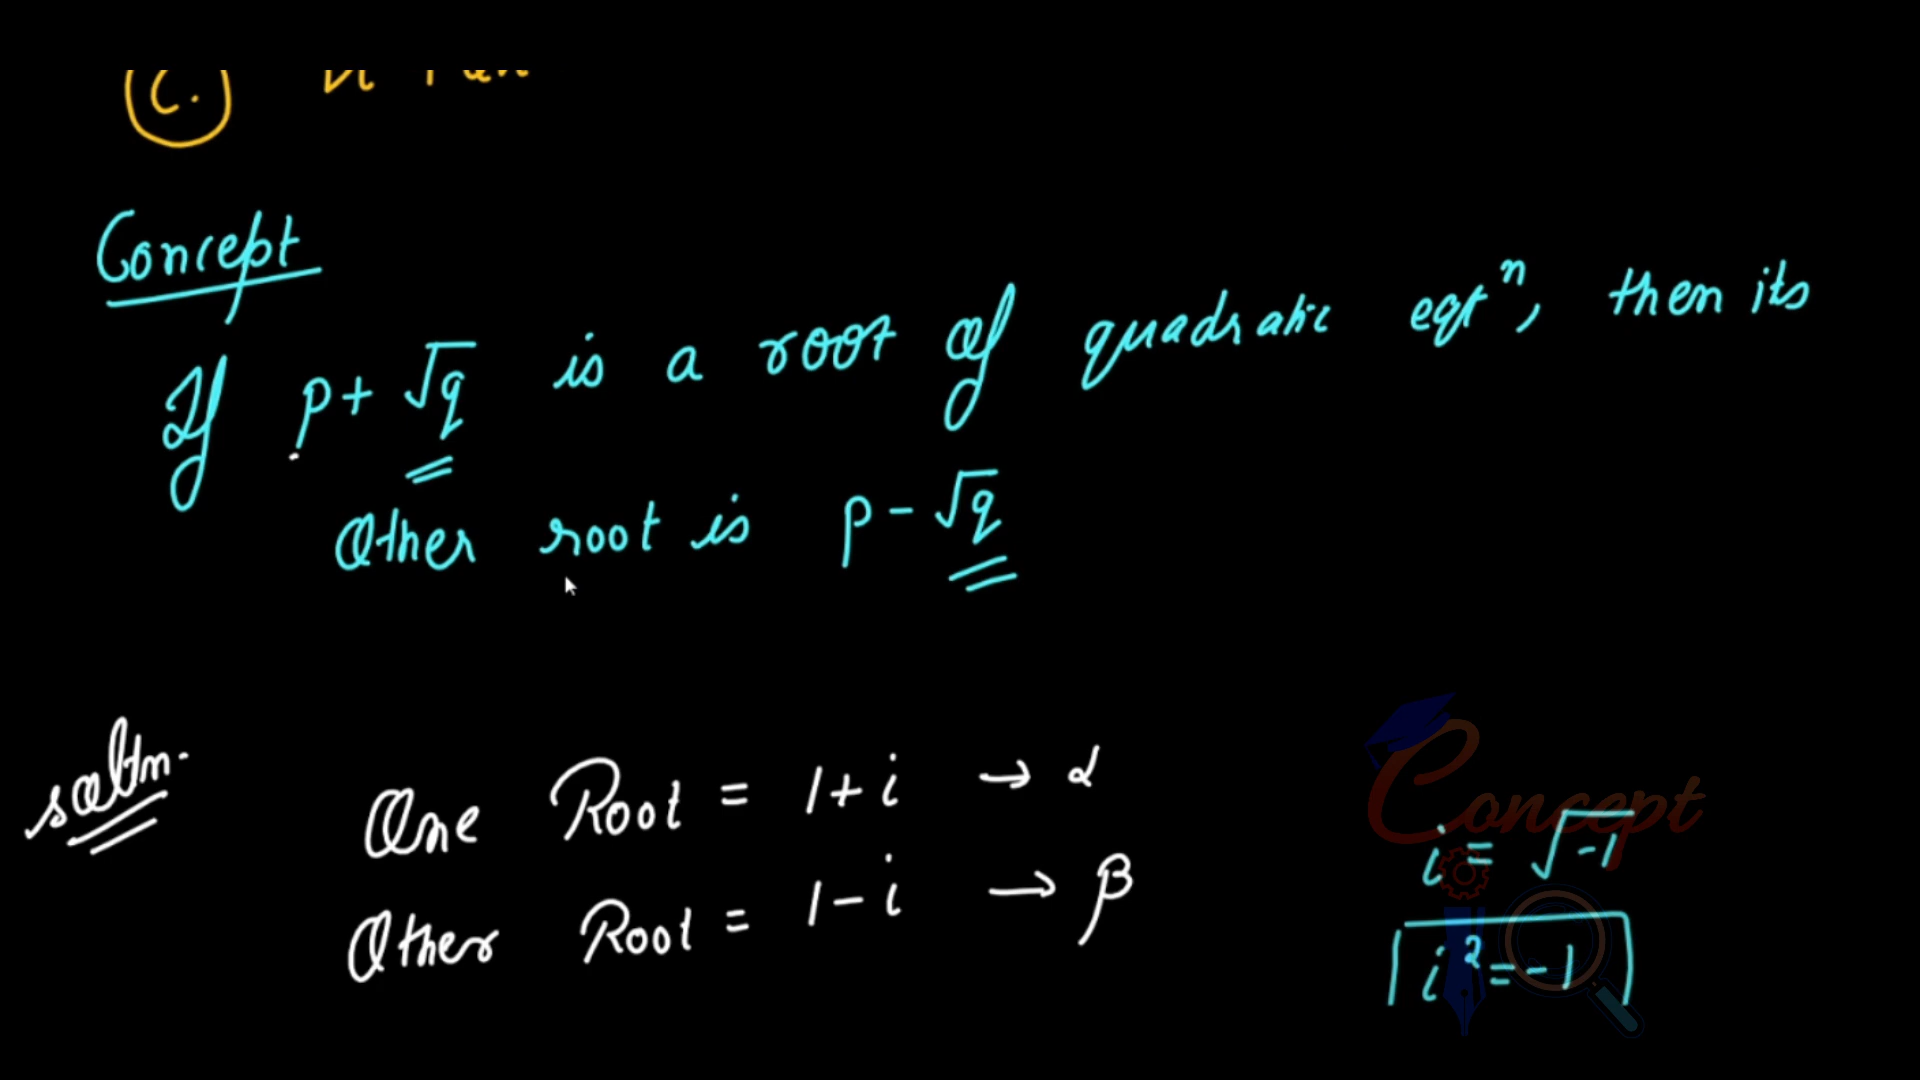 C.
Concept
If p+ √q is a root of quadratic eqtⁿ, then its
Other root is p - √q
soltn.
One Root = 1+i → α
Other Root = 1-i → β
Concept
i = √-1
i² = -1